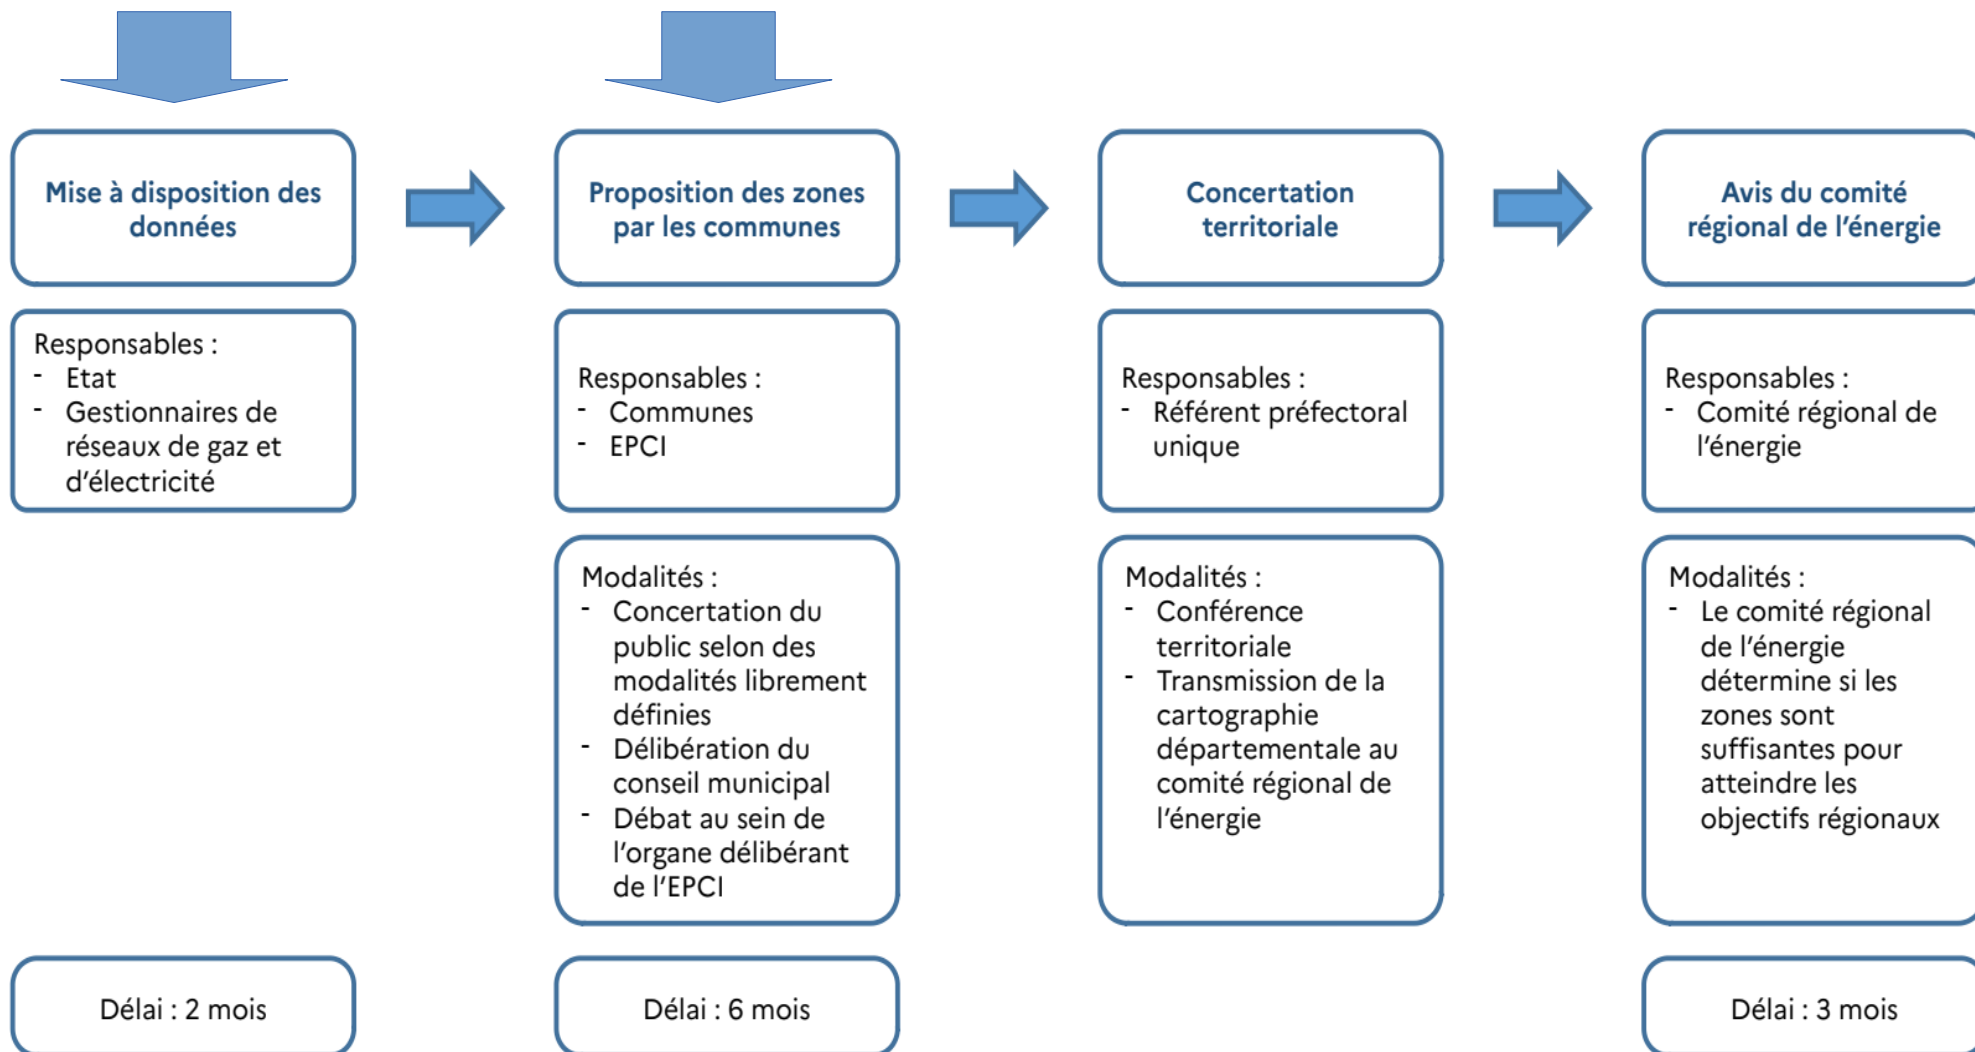 Mise à disposition des
données
Proposition des zones
par les communes
Concertation
territoriale
Avis du comité
régional de l'énergie
Responsables :
- Etat
- Gestionnaires de
réseaux de gaz et
d'électricité
Responsables :
- Communes
- EPCI
Responsables :
- Référent préfectoral
unique
Responsables :
- Comité régional de
l'énergie
Modalités :
- Concertation du
public selon des
modalités librement
définies
- Délibération du
conseil municipal
- Débat au sein de
l'organe délibérant
de l'EPCI
Modalités :
- Conférence
territoriale
- Transmission de la
cartographie
départementale au
comité régional de
l'énergie
Modalités :
- Le comité régional
de l'énergie
détermine si les
zones sont
suffisantes pour
atteindre les
objectifs régionaux
Délai : 2 mois
Délai : 6 mois
Délai : 3 mois